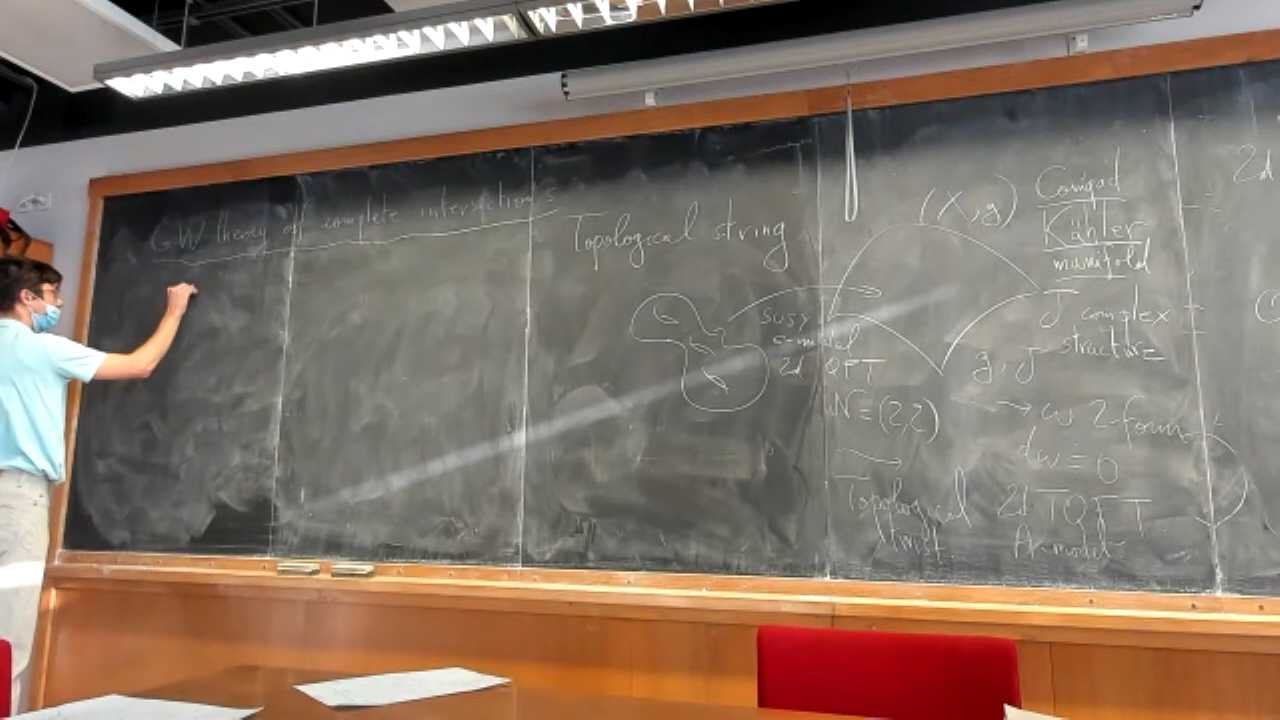 GW theory of complete intersections
Topological string
SUSY
σ-model
2d QFT
N=(2,2)
Topological
twist
(X,g)
Compact
Kähler
manifold
J complex
structure
g, J
→ ω 2-form
dω = 0
2d TQFT
A-model
2d